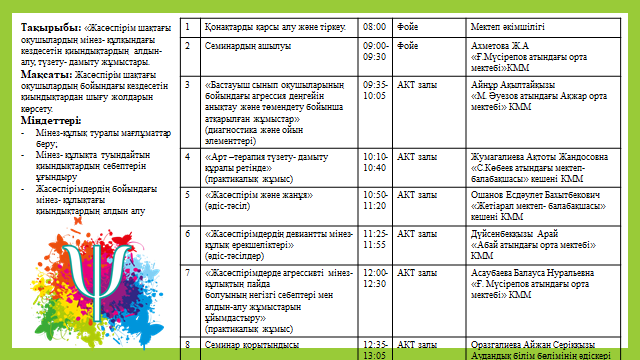 Тақырыбы: «Жасөспірім шақтағы
оқушылардың мінез- құлқындағы
кездесетін қиындықтардың алдын-
алу, түзету- дамыту жұмыстары.
Мақсаты: Жасөспірім шақтағы
оқушылардың бойындағы кездесетін
қиындықтардан шығу жолдарын
көрсету.
Міндеттері:
- Мінез-құлық туралы мағлұматтар
беру;
- Мінез- құлықта туындайтын
қиындықтардың себептерін
ұғындыру
- Жасөспірімдердің бойындағы
мінез- құлықтағы
қиындықтардың алдын алу
1 Қонақтарды қарсы алу және тіркеу. 08:00 Фойе Мектеп әкімшілігі
2 Семинардың ашылуы 09:00- Фойе Ахметова Ж.А
09:30 «Ғ.Мүсірепов атындағы орта
мектебі»КММ
3 «Бастауыш сынып оқушыларының 09:35- АКТ залы Айнұр Ақылтайқызы
бойындағы агрессия деңгейін 10:05 «М. Әуезов атындағы Ақжар орта
анықтау және төмендету бойынша мектебі» КММ
атқарылған жұмыстар»
(диагностика және ойын
элементтері)
4 «Арт –терапия түзету- дамыту 10:10- АКТ залы Жумагалиева Ақтоты Жандосовна
құралы ретінде» 10:40 «С.Көбеев атындағы мектеп-
(практикалық жұмыс) балабақшасы» кешені КММ
5 «Жасөспірім және жанұя» 10:50- АКТ залы Ошанов Есдәулет Бахытбекович
(әдіс-тәсіл) 11:20 «Жетіарал мектеп- балабақшасы»
кешені КММ
6 «Жасөспірімдердің девиантты мінез- 11:25- АКТ залы Дүйсенбекқызы Арай
құлық ерекшеліктері» 11:55 «Абай атындағы орта мектебі»
(әдіс-тәсілдер) КММ
7 «Жасөспірімдерде агрессивті мінез- 12:00- АКТ залы Асаубаева Балауса Нуральевна
құлықтың пайда 12:30 «Ғ. Мүсірепов атындағы орта
болуының негізгі себептері мен мектебі» КММ
алдын-алу жұмыстарын
ұйымдастыру»
(практикалық жұмыс)
8 Семинар қорытындысы 12:35- АКТ залы Оразгалиева Айжан Серікқызы
13:05 Аудандық білім бөлімінің әдіскері